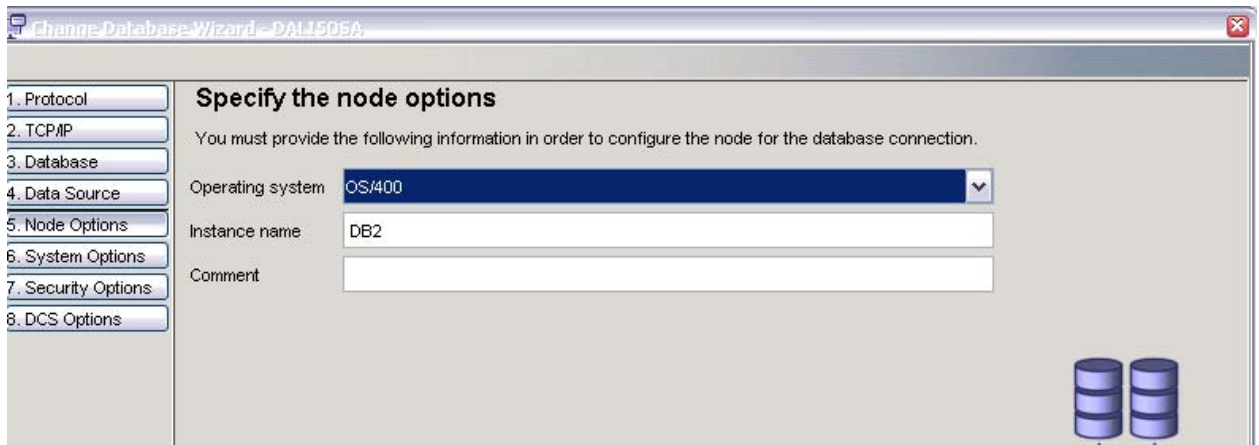 Change Database Wizard - DALI505A
1. Protocol
2. TCP/IP
3. Database
4. Data Source
5. Node Options
6. System Options
7. Security Options
8. DCS Options
Specify the node options
You must provide the following information in order to configure the node for the database connection.
Operating system OS/400
Instance name DB2
Comment